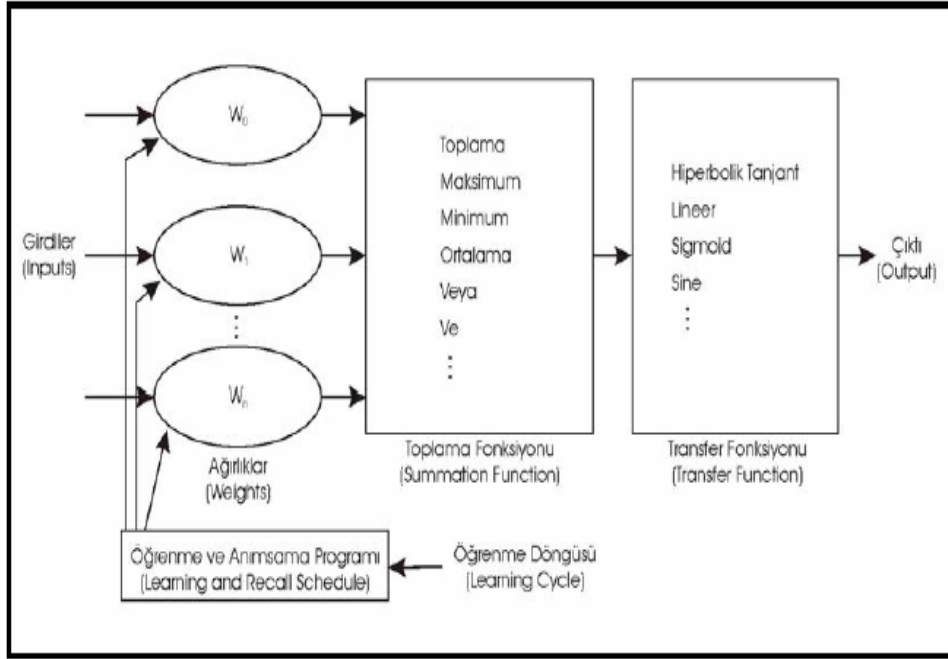 Girdiler
(Inputs)
W0
W1
⋮
Wn
Ağırlıklar
(Weights)
Toplama
Maksimum
Minimum
Ortalama
Veya
Ve
⋮
Toplama Fonksiyonu
(Summation Function)
Hiperbolik Tanjant
Lineer
Sigmoid
Sine
⋮
Transfer Fonksiyonu
(Transfer Function)
Çıktı
(Output)
Öğrenme ve Anımsama Programı
(Learning and Recall Schedule)
Öğrenme Döngüsü
(Learning Cycle)